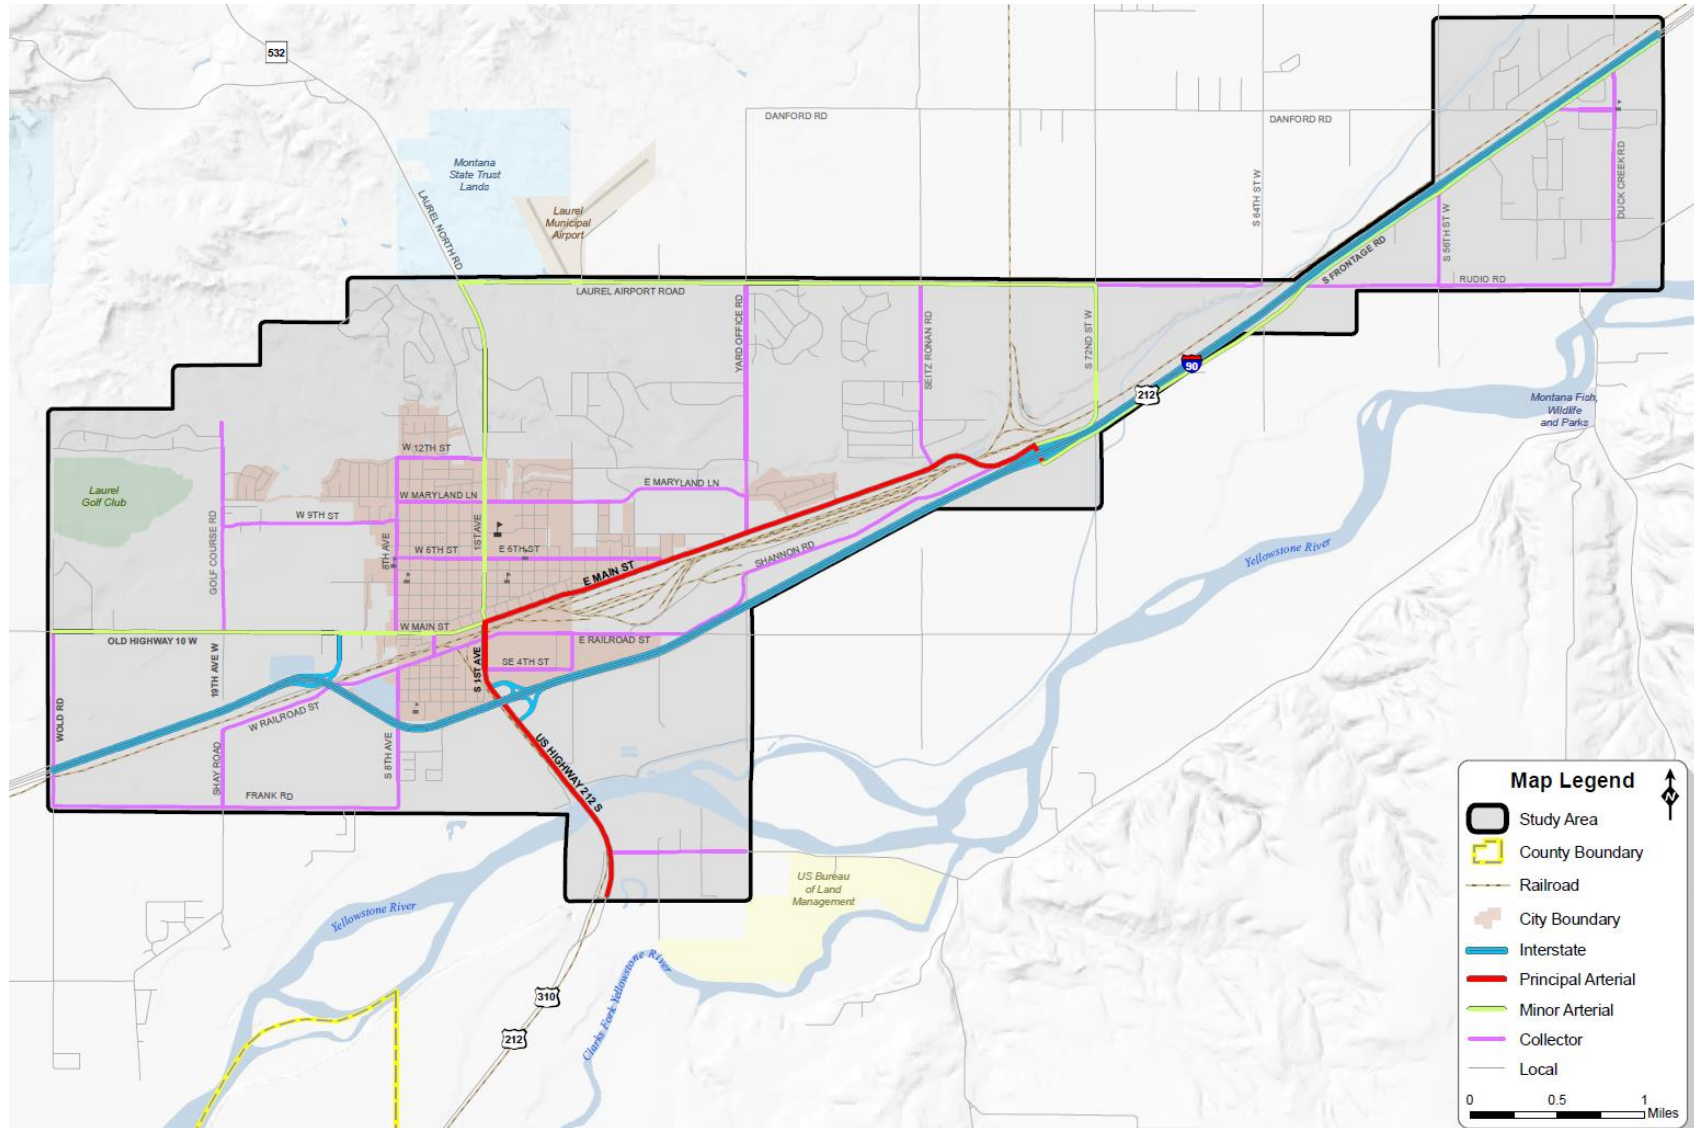 532
DANFORD RD
DANFORD RD
Montana
State Trust
Lands
Laurel
Municipal
Airport
LAUREL NORTH RD
S 64TH ST W
DUCK CREEK RD
S 56TH ST W
S FRONTAGE RD
RUDIO RD
LAUREL AIRPORT ROAD
YARD OFFICE RD
SEITZ RONAN RD
S 72ND ST W
90
212
Montana Fish,
Wildlife
and Parks
W 12TH ST
Laurel
Golf Club
W MARYLAND LN
E MARYLAND LN
W 9TH ST
GOLF COURSE RD
8TH AVE
1ST AVE
W 6TH ST
E 6TH ST
SHANNON RD
Yellowstone River
E MAIN ST
W MAIN ST
OLD HIGHWAY 10 W
E RAILROAD ST
SE 4TH ST
S 1ST AVE
19TH AVE W
WOLD RD
W RAILROAD ST
SHAY ROAD
S 8TH AVE
US HIGHWAY 212 S
FRANK RD
US Bureau
of Land
Management
Yellowstone River
Clarks Fork Yellowstone River
310
212
Map Legend
N
Study Area
County Boundary
Railroad
City Boundary
Interstate
Principal Arterial
Minor Arterial
Collector
Local
0 0.5 1
Miles